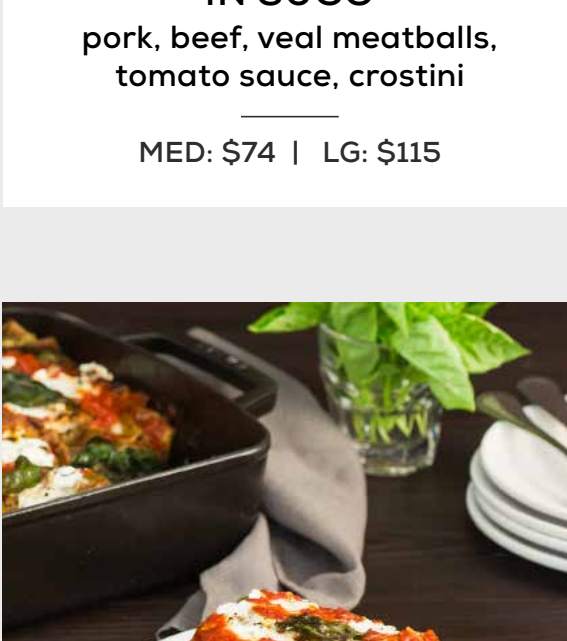 pork, beef, veal meatballs,
tomato sauce, crostini
MED: $74 | LG: $115